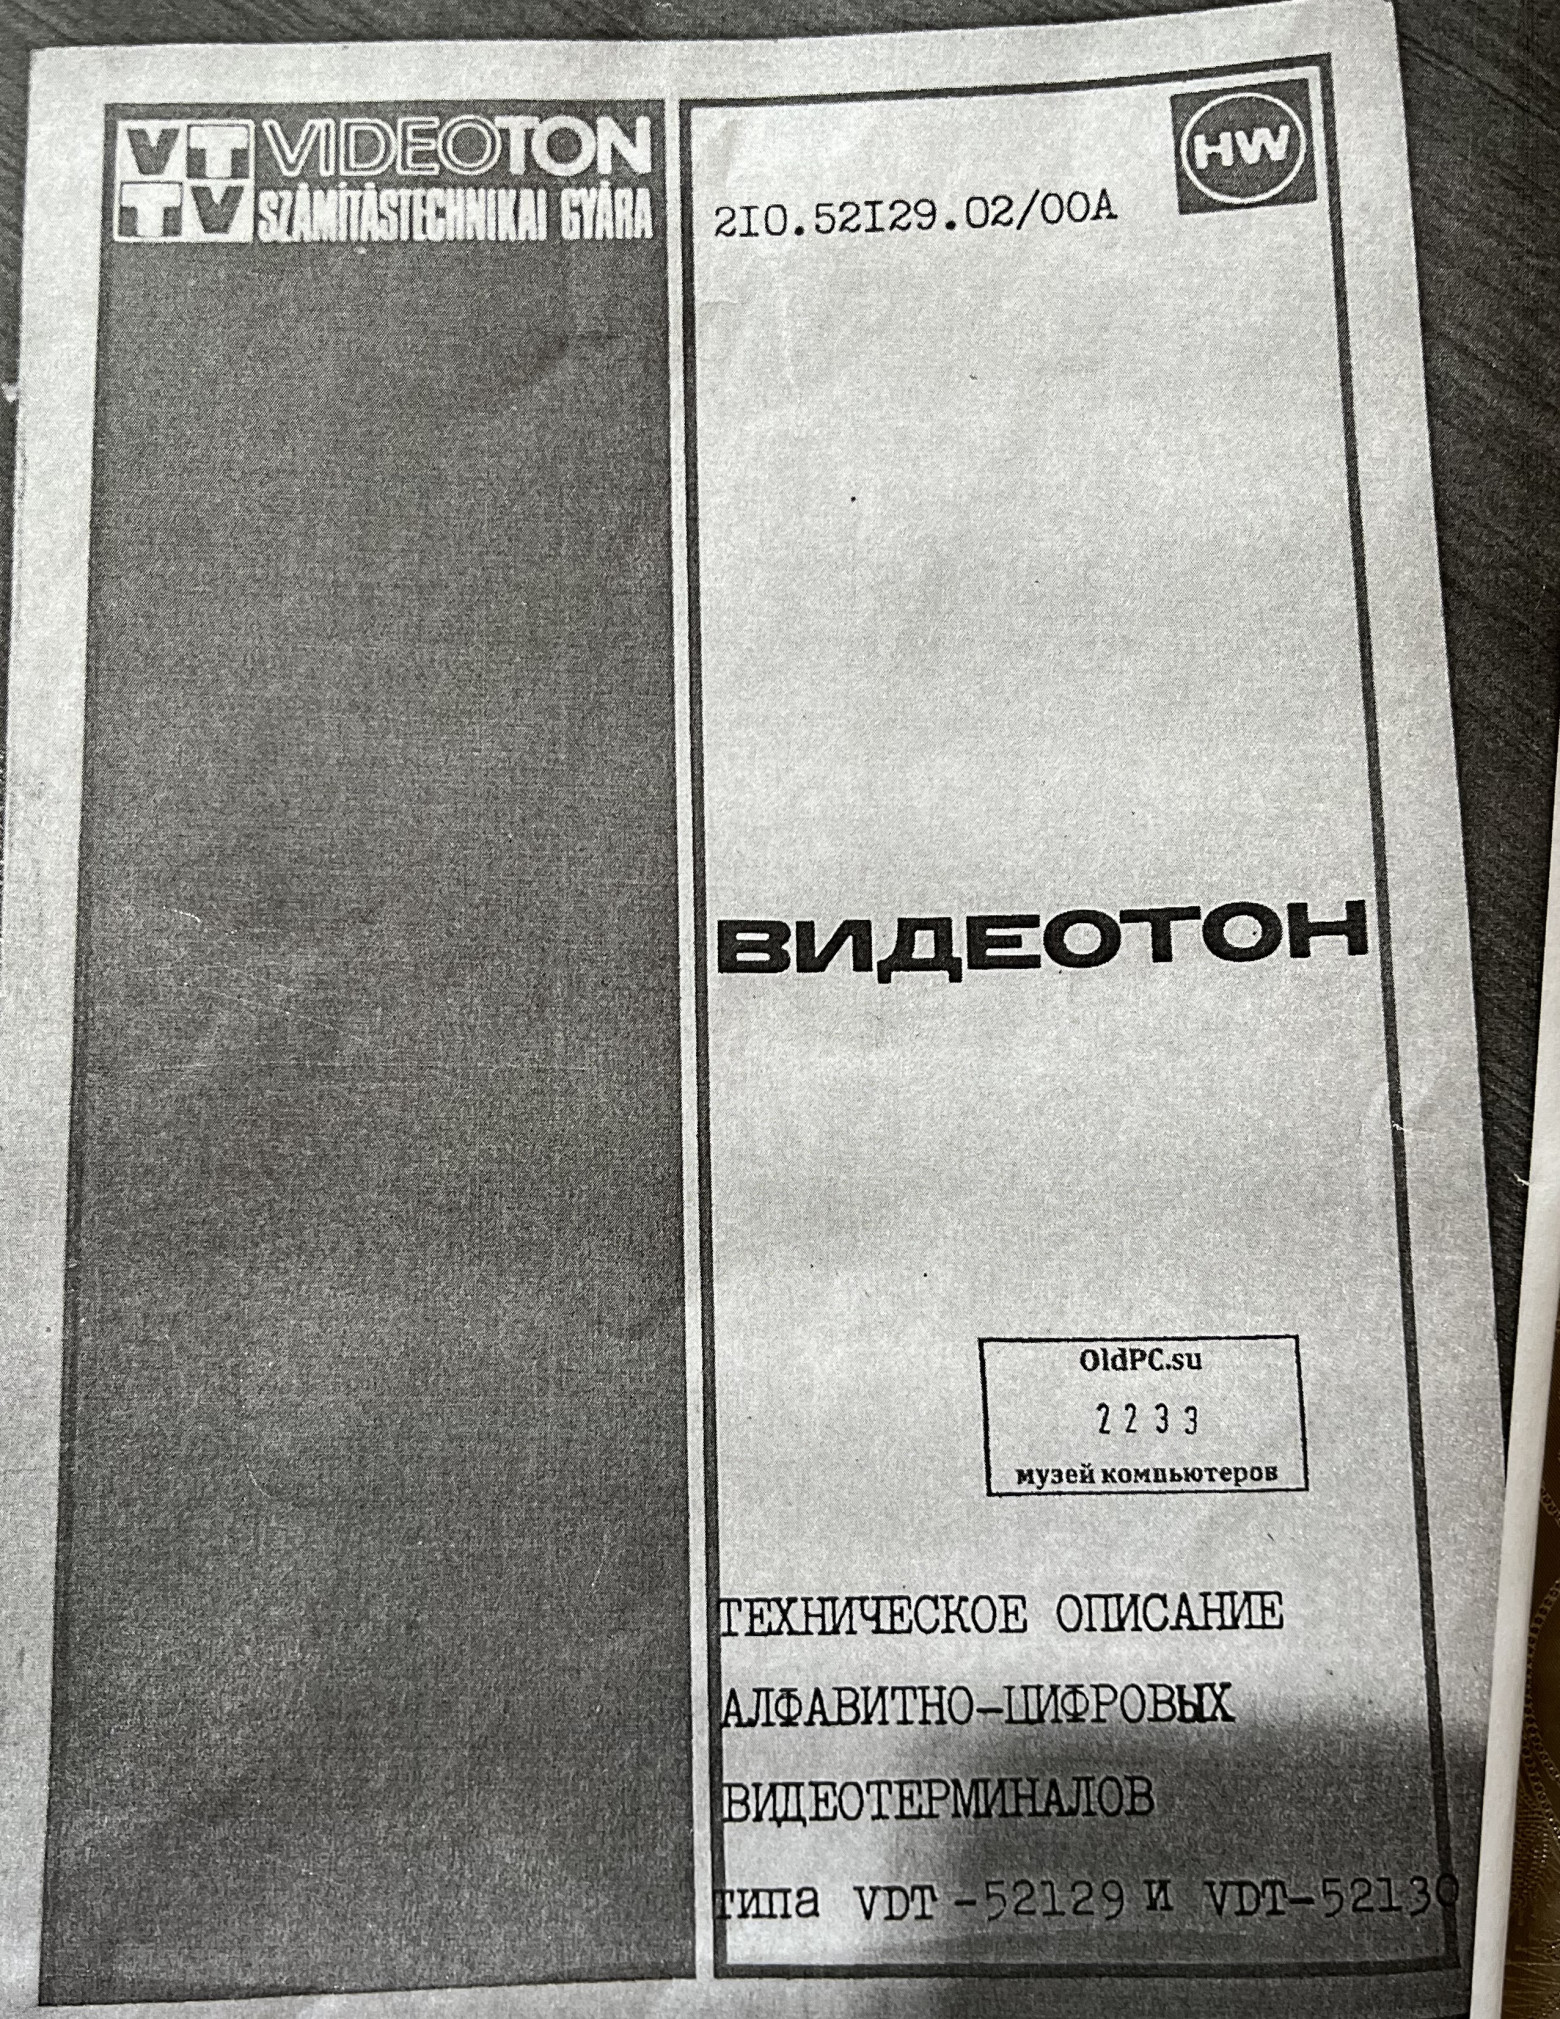 VT VIDEOTON
TV SZÁMÍTÁSTECHNIKAI GYÁRA
2I0.52I29.02/00A
HW
ВИДЕОТОН
OldPC.su
2233
музей компьютеров
ТЕХНИЧЕСКОЕ ОПИСАНИЕ
АЛФАВИТНО-ЦИФРОВЫХ
ВИДЕОТЕРМИНАЛОВ
типа VDT-52129 И VDT-52130